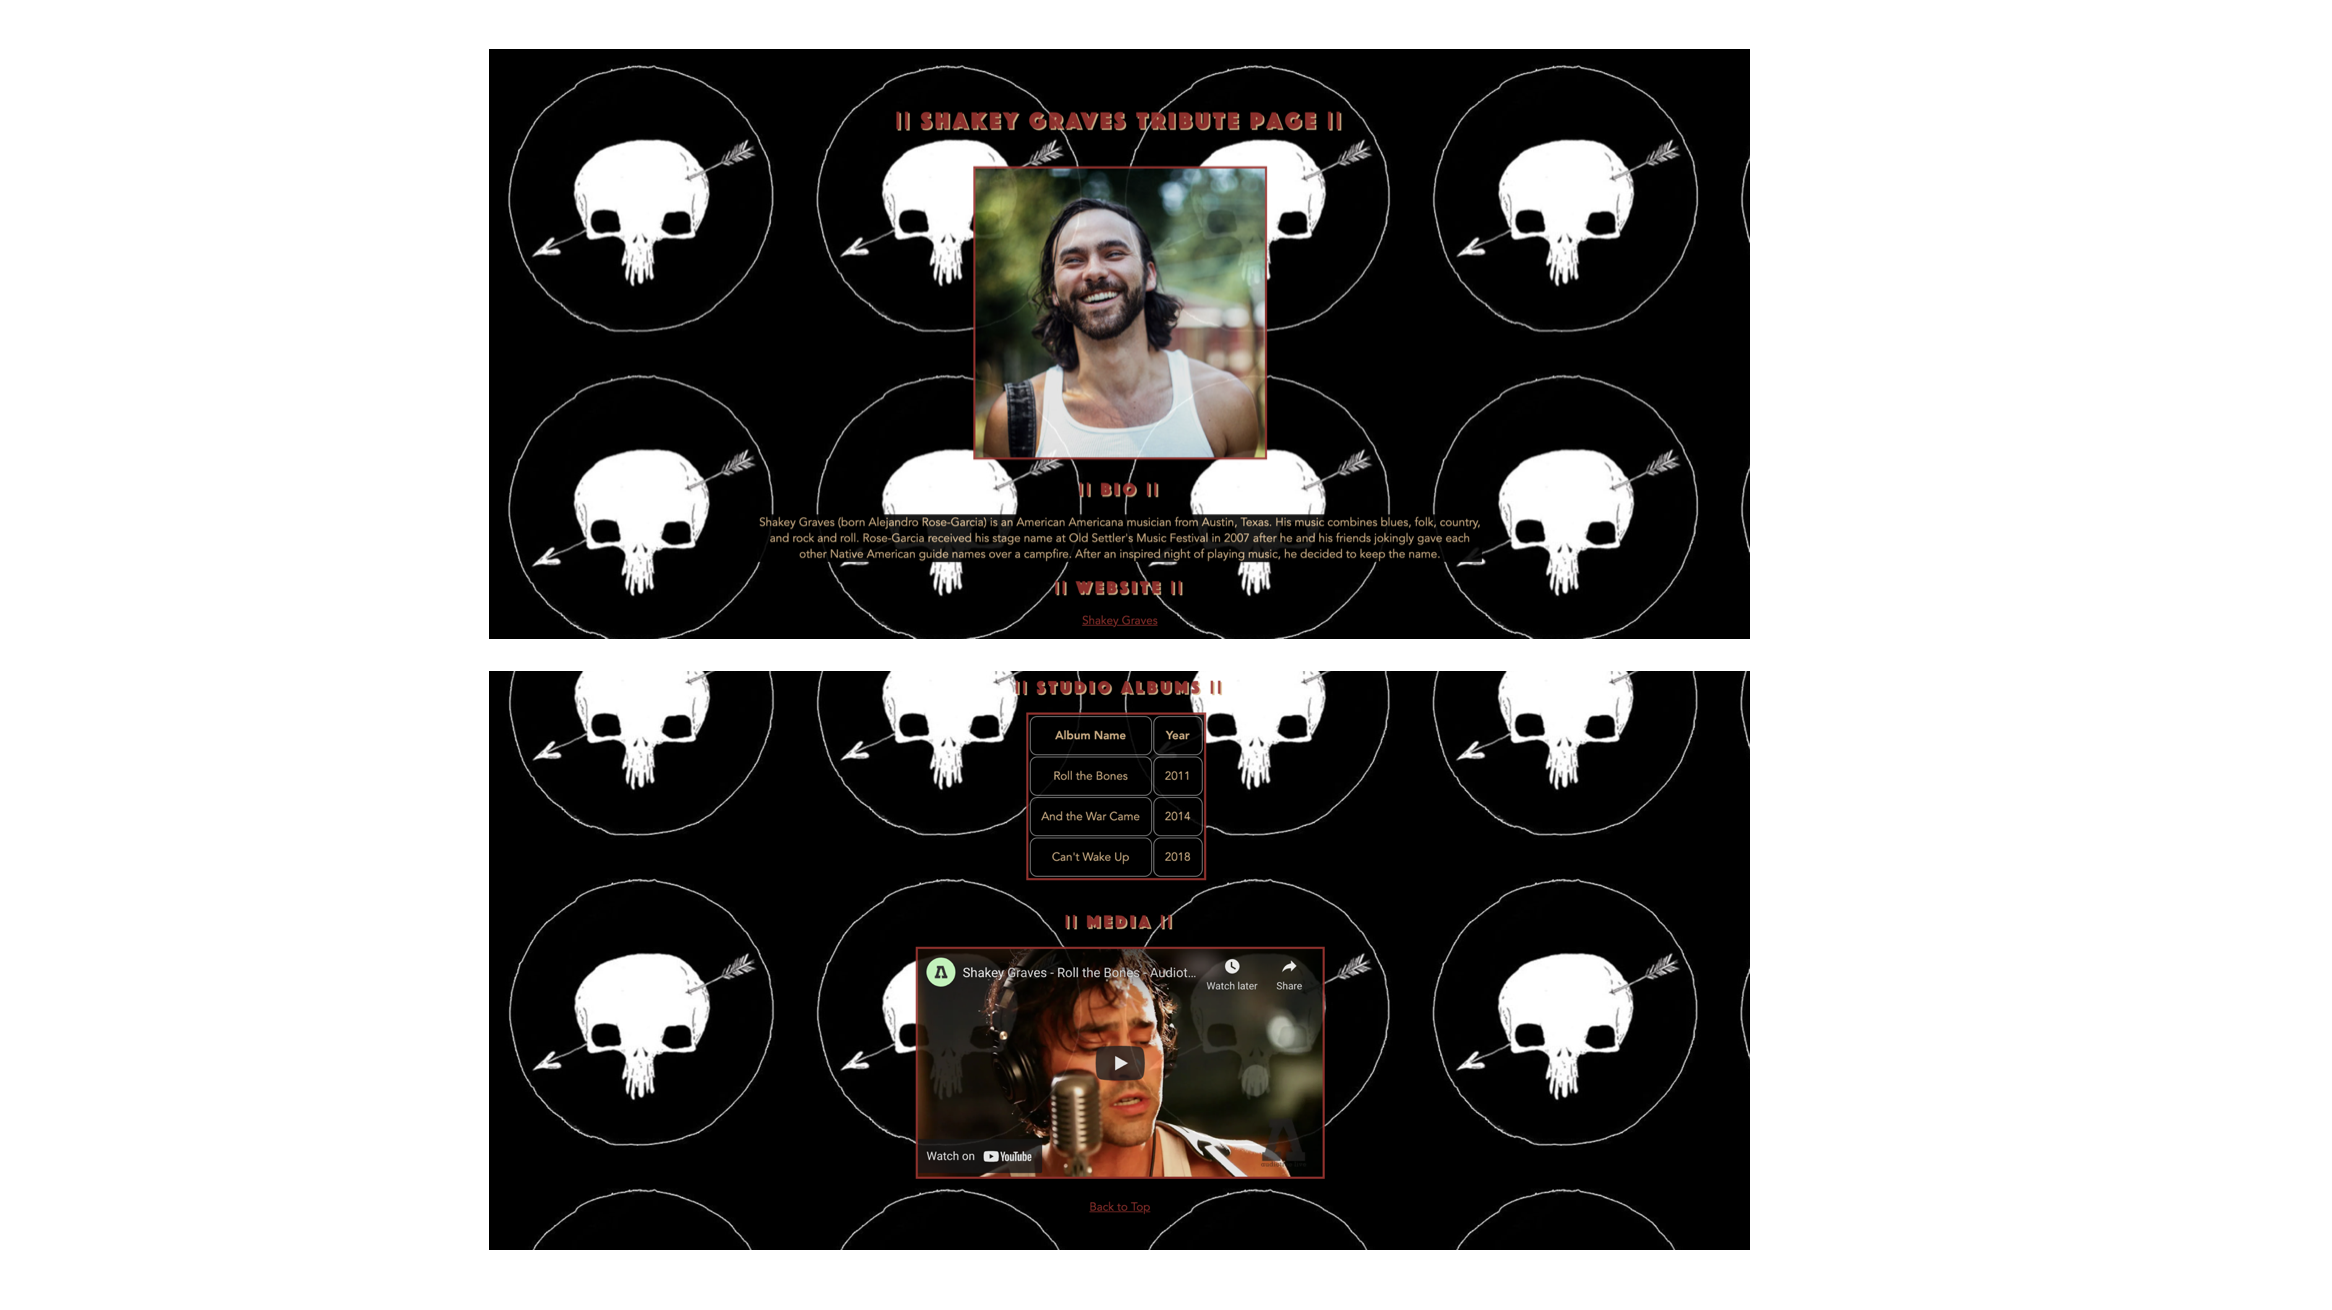 || SHAKEY GRAVES TRIBUTE PAGE ||
|| BIO ||
Shakey Graves (born Alejandro Rose-Garcia) is an American Americana musician from Austin, Texas. His music combines blues, folk, country,
and rock and roll. Rose-Garcia received his stage name at Old Settler's Music Festival in 2007 after he and his friends jokingly gave each
other Native American guide names over a campfire. After an inspired night of playing music, he decided to keep the name.
|| WEBSITE ||
Shakey Graves
|| STUDIO ALBUMS ||
Album Name Year
Roll the Bones 2011
And the War Came 2014
Can't Wake Up 2018
|| MEDIA ||
Shakey Graves - Roll the Bones - Audiot...
Watch later
Share
Watch on YouTube
Back to Top